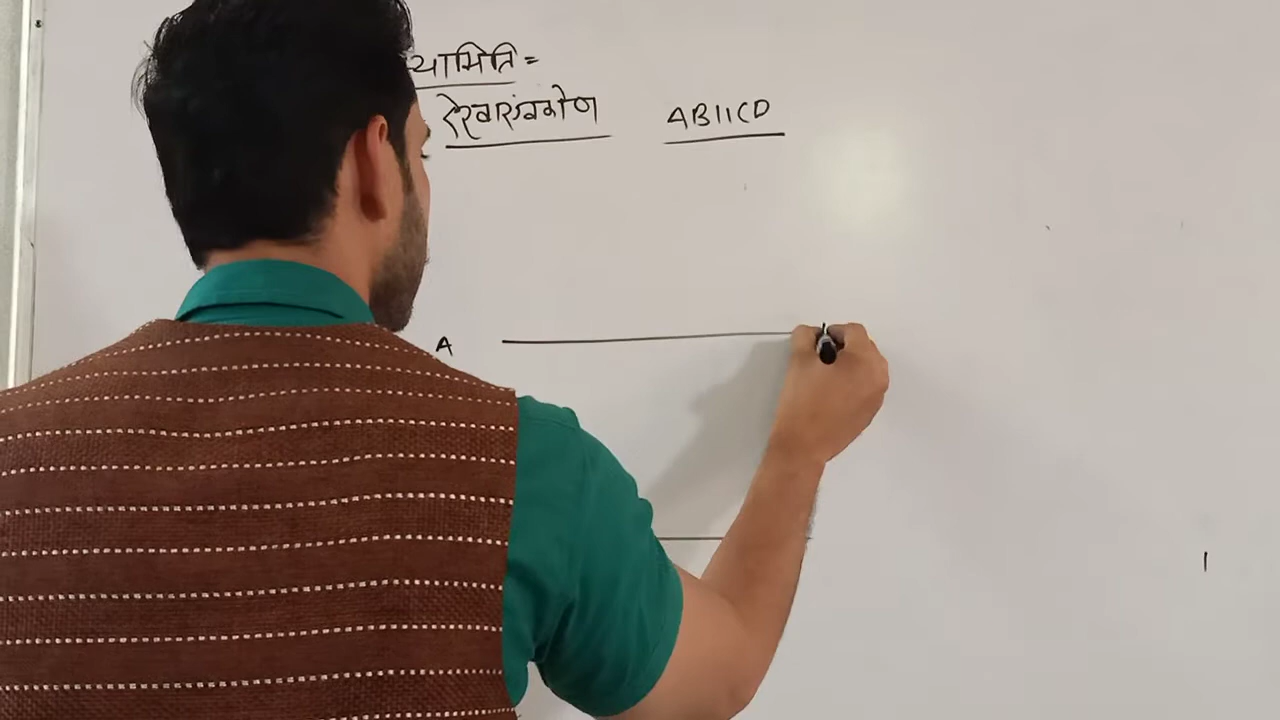 यामिति =
रेखा एंव कोण AB||CD
A